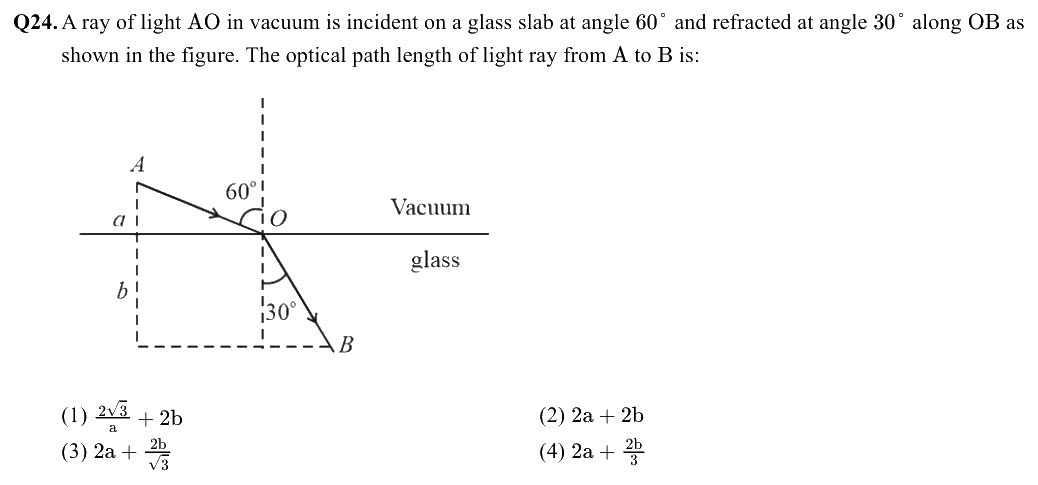 Q24. A ray of light AO in vacuum is incident on a glass slab at angle 60° and refracted at angle 30° along OB as
shown in the figure. The optical path length of light ray from A to B is:
A
60°
Vacuum
a
O
glass
b
30°
B
(1) 2√3/a + 2b
(2) 2a + 2b
(3) 2a + 2b/√3
(4) 2a + 2b/3